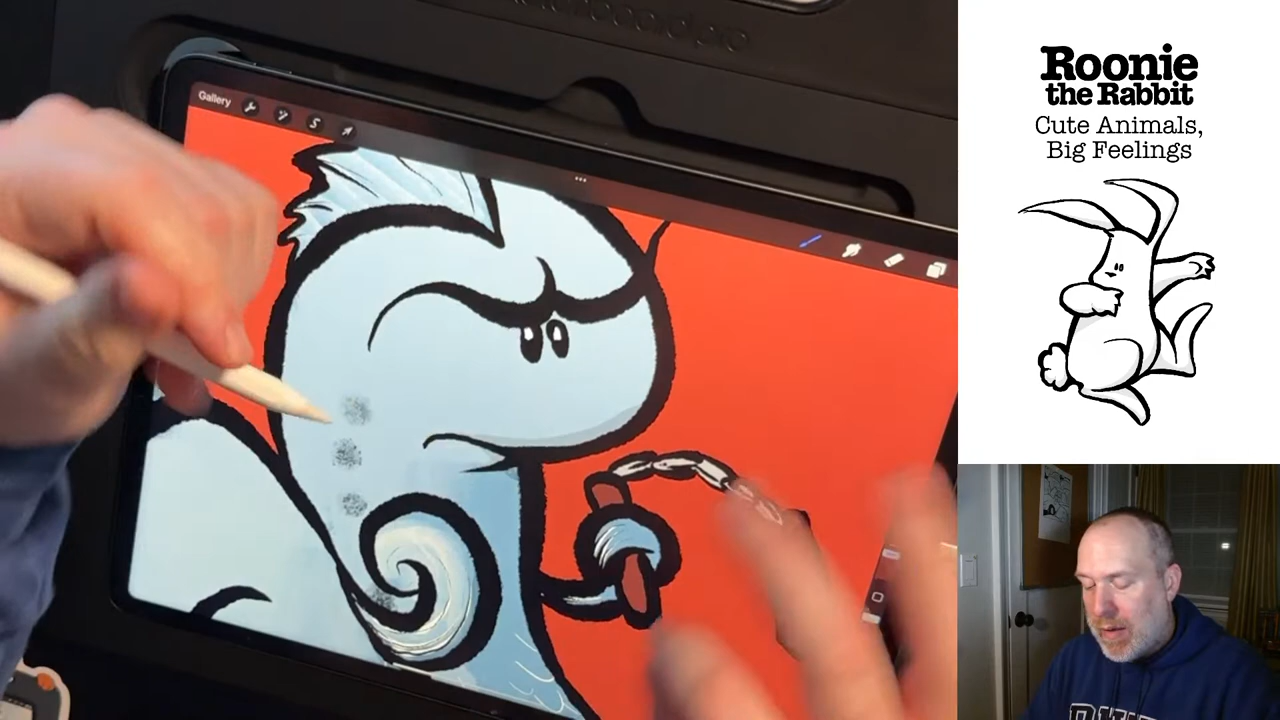 Gallery
Roonie
the Rabbit
Cute Animals,
Big Feelings